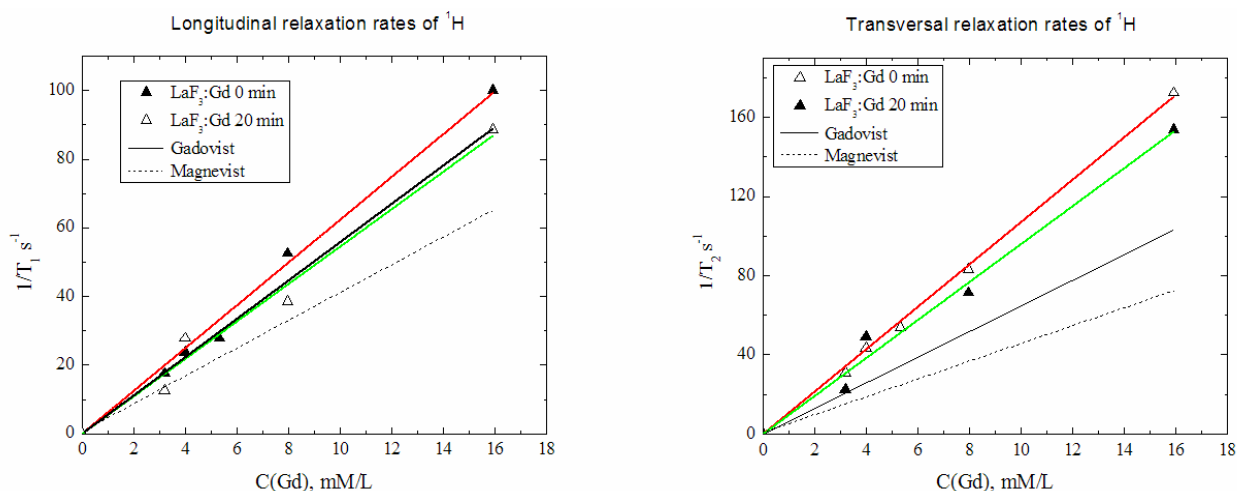 Longitudinal relaxation rates of ¹H
LaF₃:Gd 0 min
LaF₃:Gd 20 min
Gadovist
Magnevist
100
80
60
40
20
0
1/T₁ s⁻¹
0 2 4 6 8 10 12 14 16 18
C(Gd), mM/L
Transversal relaxation rates of ¹H
LaF₃:Gd 0 min
LaF₃:Gd 20 min
Gadovist
Magnevist
160
120
80
40
0
1/T₂ s⁻¹
0 2 4 6 8 10 12 14 16 18
C(Gd), mM/L